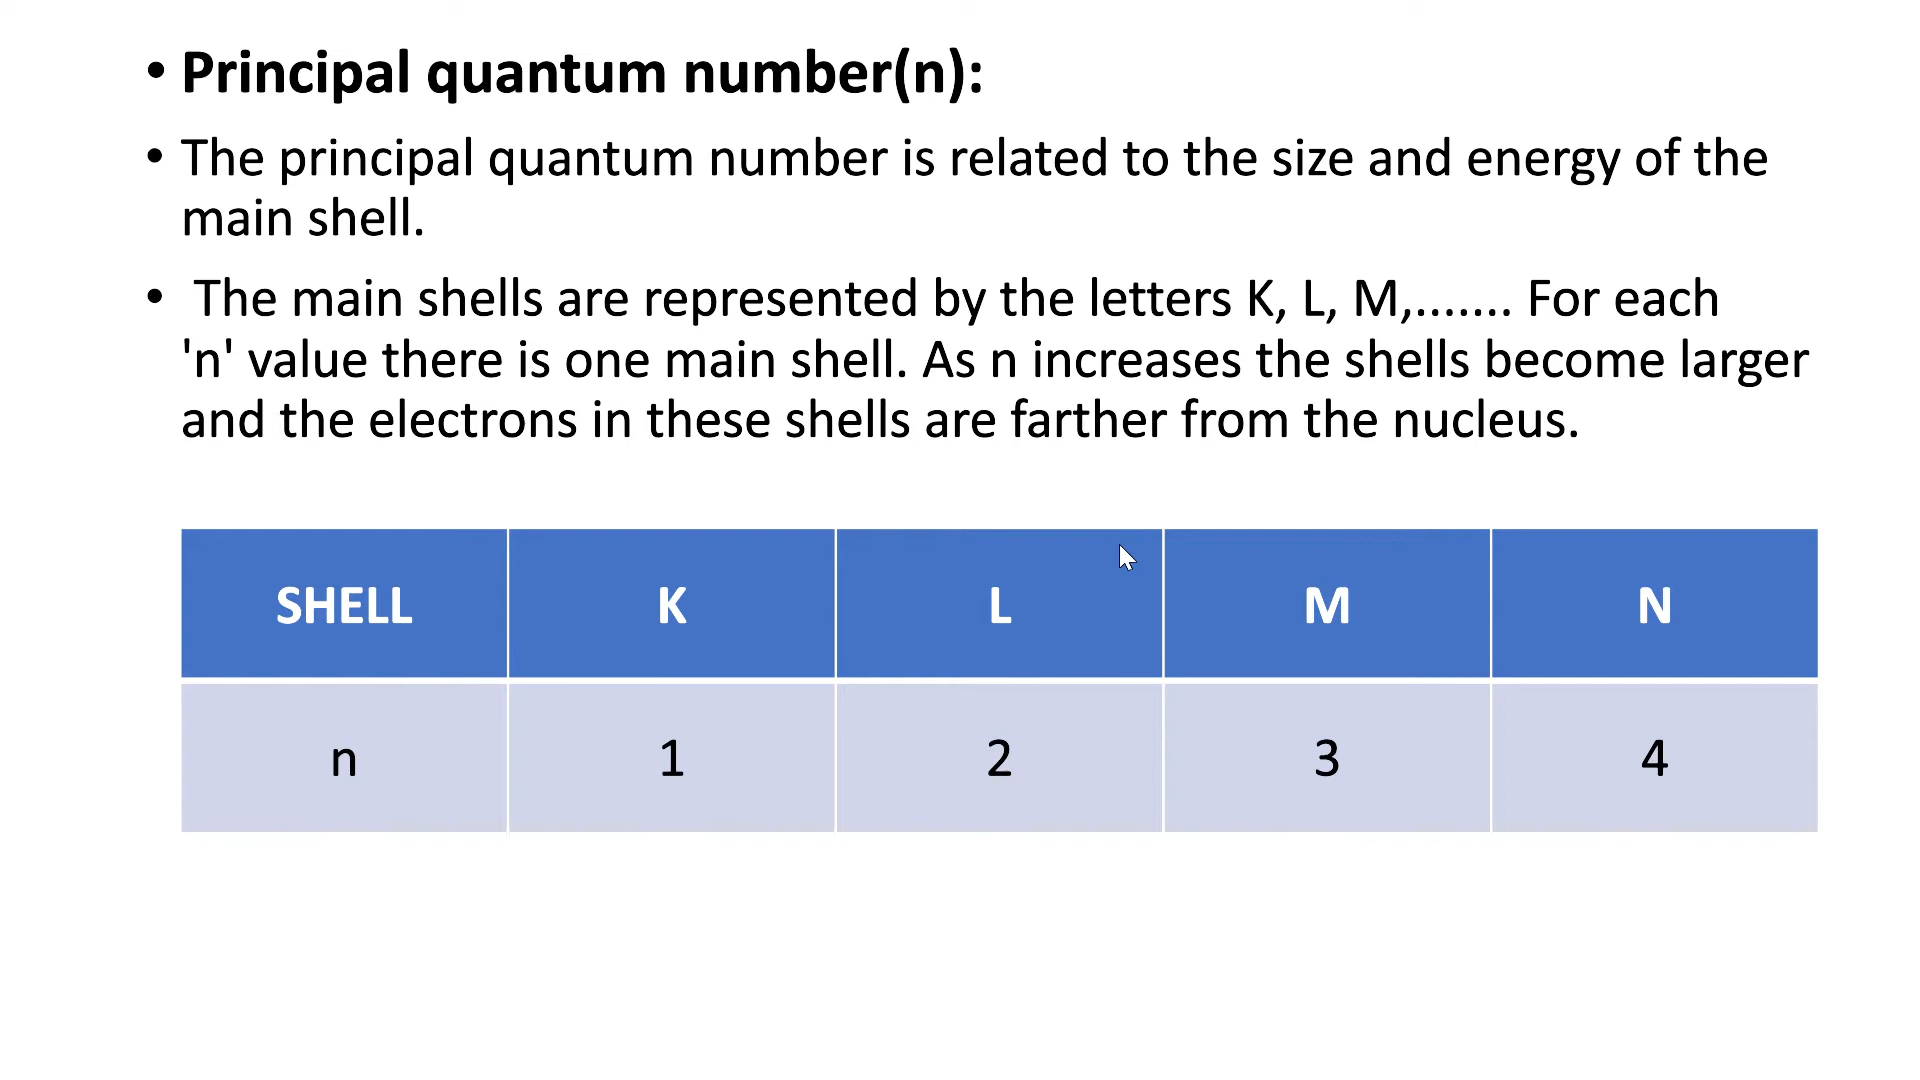 • Principal quantum number(n):
• The principal quantum number is related to the size and energy of the
main shell.
• The main shells are represented by the letters K, L, M,....... For each
'n' value there is one main shell. As n increases the shells become larger
and the electrons in these shells are farther from the nucleus.
SHELL K L M N
n 1 2 3 4